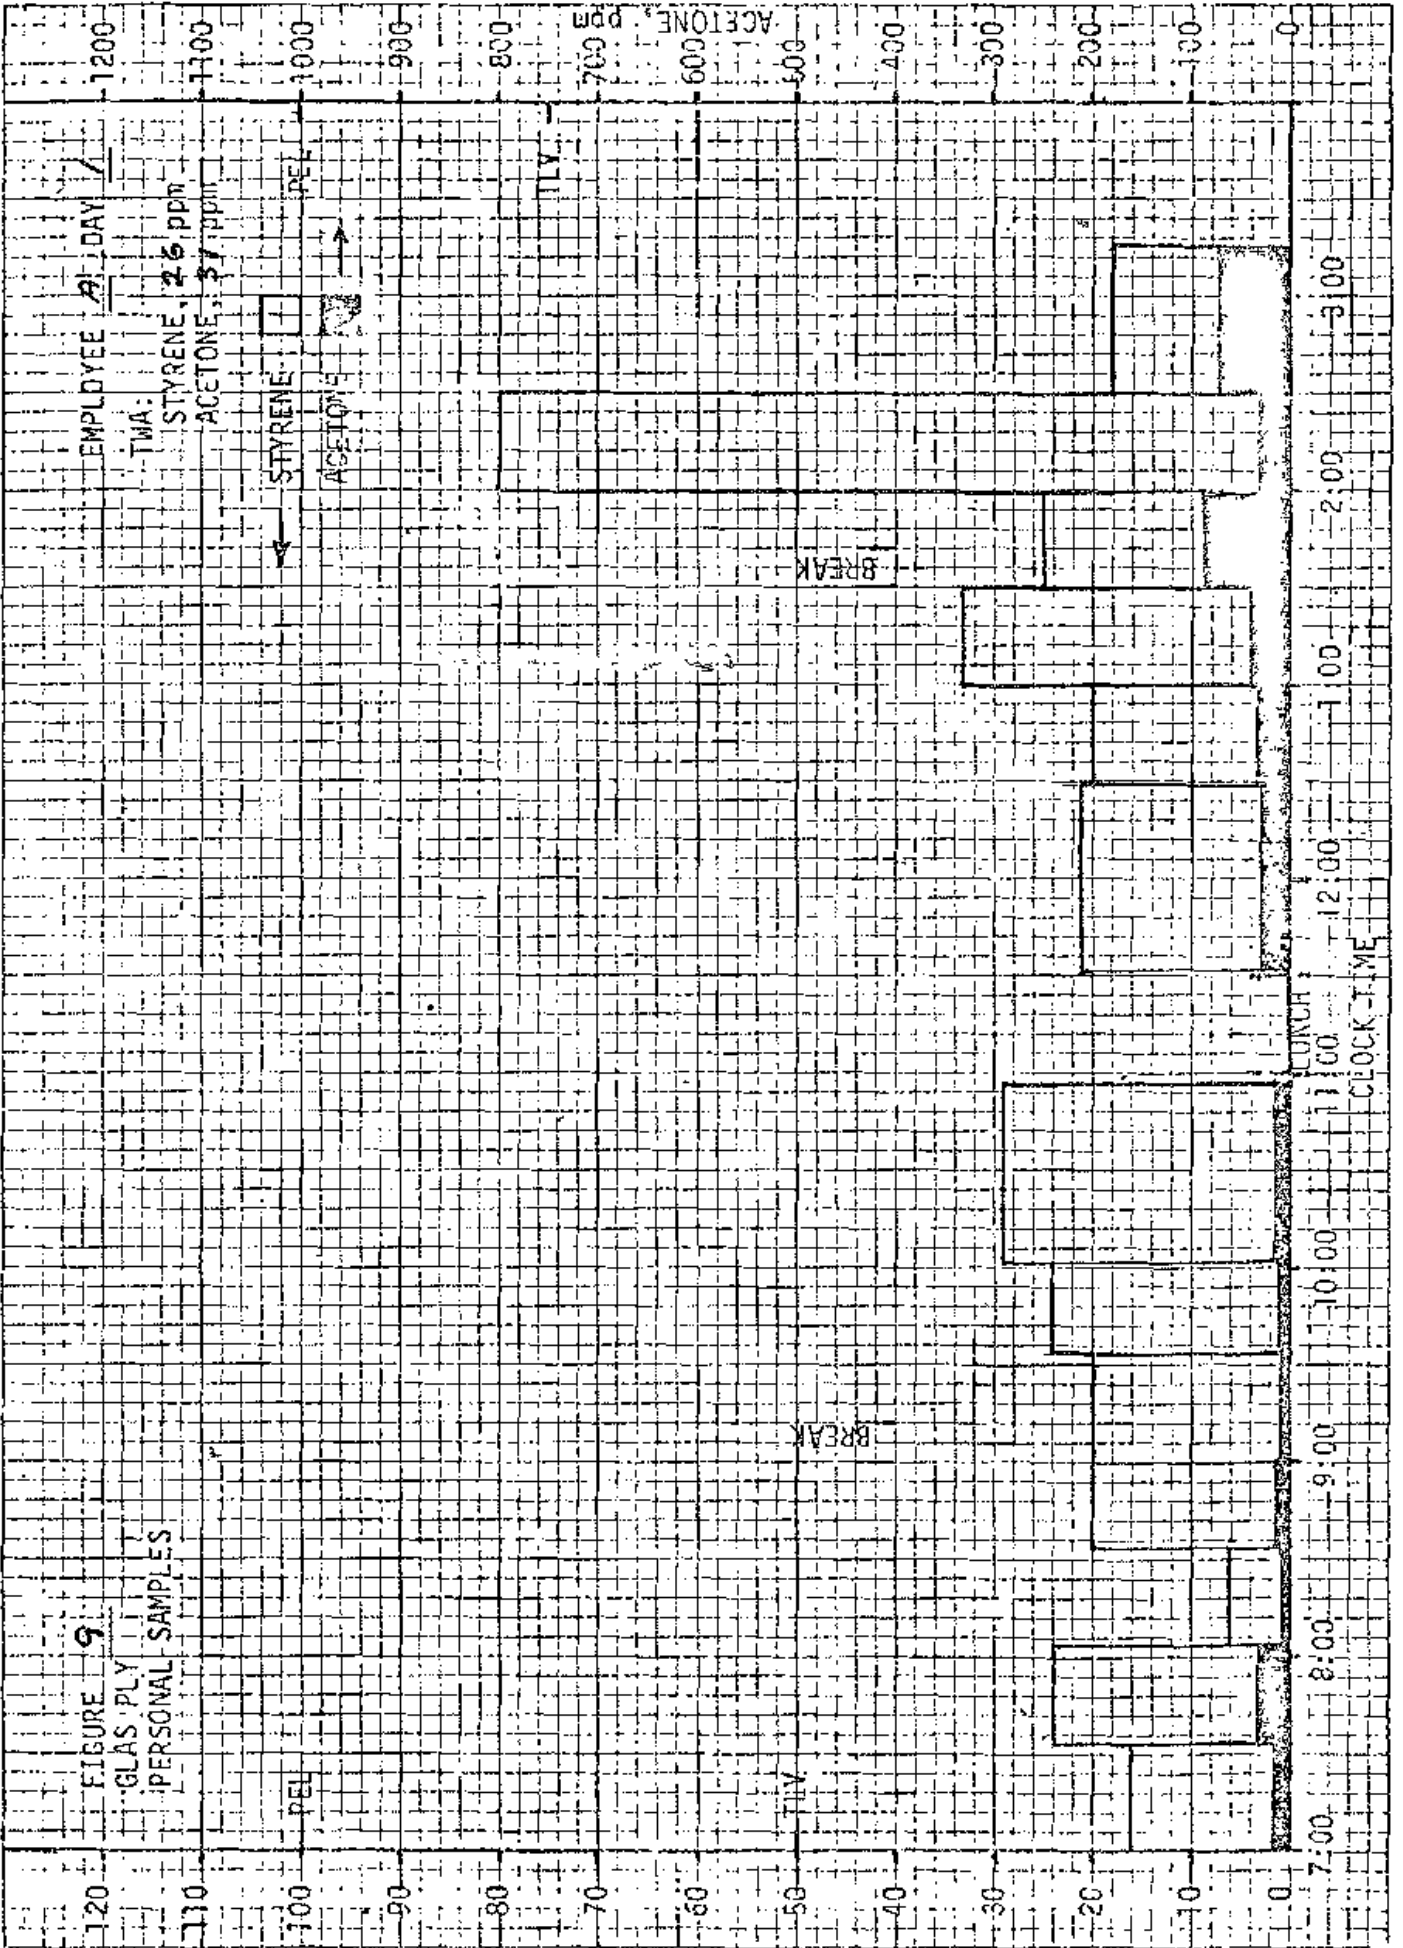 FIGURE 9
GLAS PLY
PERSONAL SAMPLES
EMPLOYEE A, DAY 1
TWA:
STYRENE, 26 ppm
ACETONE, 37 ppm
STYRENE
ACETONE
PEL
PEL
TLV
TLV
BREAK
BREAK
LUNCH
120
110
100
90
80
70
60
50
40
30
20
10
0
1200
1100
1000
900
800
700
600
500
400
300
200
100
0
ACETONE, ppm
7:00 8:00 9:00 10:00 11:00 12:00 1:00 2:00 3:00
CLOCK TIME